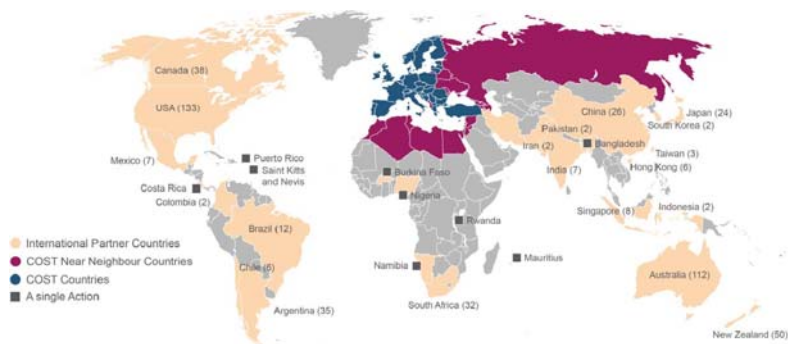 Canada (38)
USA (133)
Mexico (7)
Puerto Rico
Saint Kitts
and Nevis
Costa Rica
Colombia (2)
Brazil (12)
Chile (6)
Argentina (35)
Burkina Faso
Nigeria
Rwanda
Namibia
Mauritius
South Africa (32)
China (26)
Japan (24)
South Korea (2)
Pakistan (2)
Iran (2)
Bangladesh
India (7)
Taiwan (3)
Hong Kong (6)
Singapore (8)
Indonesia (2)
Australia (112)
New Zealand (50)
International Partner Countries
COST Near Neighbour Countries
COST Countries
A single Action